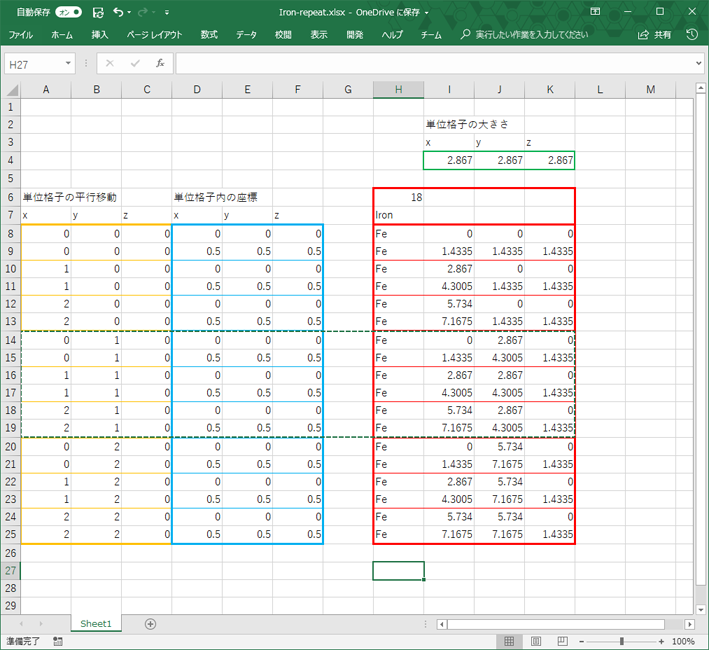 自動保存 オン Iron-repeat.xlsx - OneDrive に保存
ファイル ホーム 挿入 ページ レイアウト 数式 データ 校閲 表示 開発 ヘルプ チーム 実行したい作業を入力してください 共有
H27 fx
A B C D E F G H I J K L M
1
2 単位格子の大きさ
3 x y z
4 2.867 2.867 2.867
5
6 単位格子の平行移動 単位格子内の座標 18
7 x y z x y z Iron
8 0 0 0 0 0 0 Fe 0 0 0
9 0 0 0 0.5 0.5 0.5 Fe 1.4335 1.4335 1.4335
10 1 0 0 0 0 0 Fe 2.867 0 0
11 1 0 0 0.5 0.5 0.5 Fe 4.3005 1.4335 1.4335
12 2 0 0 0 0 0 Fe 5.734 0 0
13 2 0 0 0.5 0.5 0.5 Fe 7.1675 1.4335 1.4335
14 0 1 0 0 0 0 Fe 0 2.867 0
15 0 1 0 0.5 0.5 0.5 Fe 1.4335 4.3005 1.4335
16 1 1 0 0 0 0 Fe 2.867 2.867 0
17 1 1 0 0.5 0.5 0.5 Fe 4.3005 4.3005 1.4335
18 2 1 0 0 0 0 Fe 5.734 2.867 0
19 2 1 0 0.5 0.5 0.5 Fe 7.1675 4.3005 1.4335
20 0 2 0 0 0 0 Fe 0 5.734 0
21 0 2 0 0.5 0.5 0.5 Fe 1.4335 7.1675 1.4335
22 1 2 0 0 0 0 Fe 2.867 5.734 0
23 1 2 0 0.5 0.5 0.5 Fe 4.3005 7.1675 1.4335
24 2 2 0 0 0 0 Fe 5.734 5.734 0
25 2 2 0 0.5 0.5 0.5 Fe 7.1675 7.1675 1.4335
26
27
28
29
Sheet1
準備完了 100%